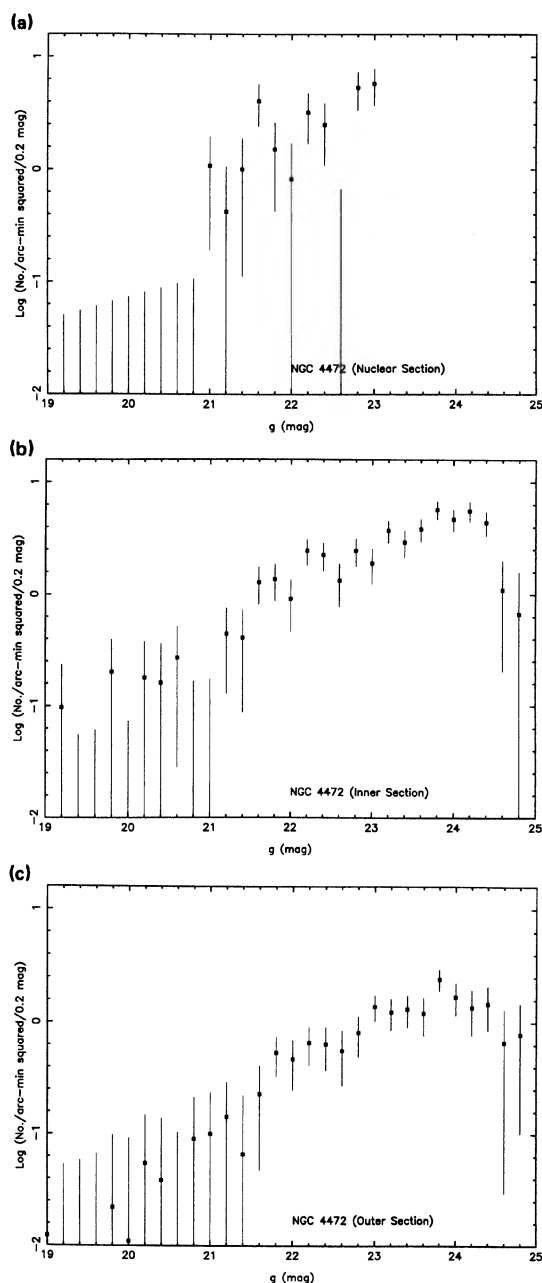 (a)
1
0
-1
-2
Log (No./arc-min squared/0.2 mag)
NGC 4472 (Nuclear Section)
19 20 21 22 23 24 25
g (mag)
(b)
1
0
-1
-2
Log (No./arc-min squared/0.2 mag)
NGC 4472 (Inner Section)
19 20 21 22 23 24 25
g (mag)
(c)
1
0
-1
-2
Log (No./arc-min squared/0.2 mag)
NGC 4472 (Outer Section)
19 20 21 22 23 24 25
g (mag)